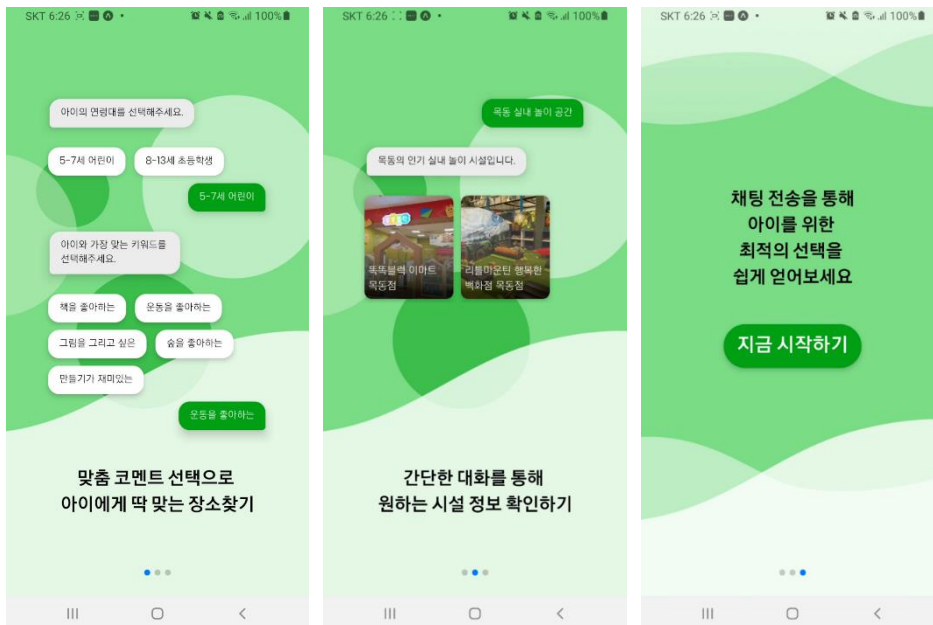 SKT 6:26
100%
아이의 연령대를 선택해주세요.
5-7세 어린이
8-13세 초등학생
5-7세 어린이
아이와 가장 맞는 키워드를
선택해주세요.
책을 좋아하는
운동을 좋아하는
그림을 그리고 싶은
숲을 좋아하는
만들기가 재미있는
운동을 좋아하는
맞춤 코멘트 선택으로
아이에게 딱 맞는 장소찾기
SKT 6:26
100%
목동 실내 놀이 공간
목동의 인기 실내 놀이 시설입니다.
똑똑블럭 이마트
목동점
리틀마운틴 행복한
백화점 목동점
간단한 대화를 통해
원하는 시설 정보 확인하기
SKT 6:26
100%
채팅 전송을 통해
아이를 위한
최적의 선택을
쉽게 얻어보세요
지금 시작하기